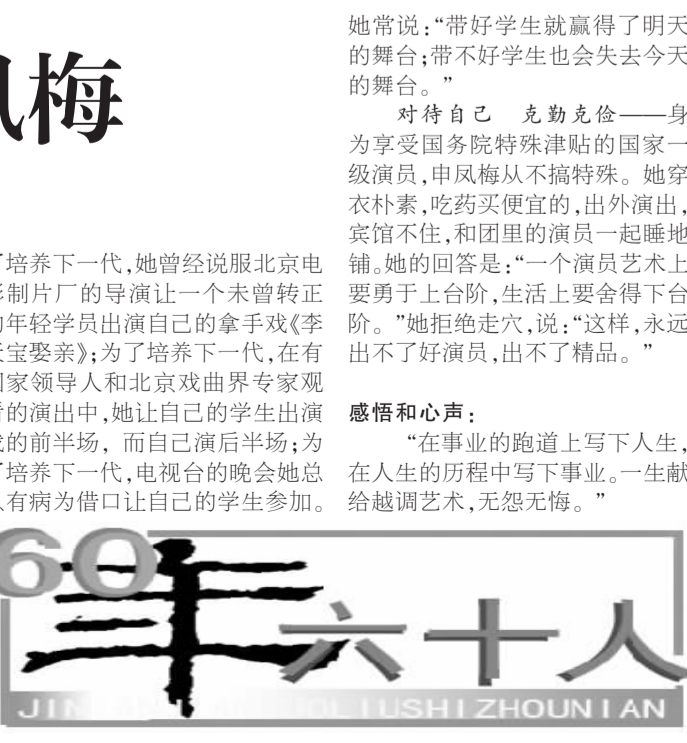 凤梅
了培养下一代,她曾经说服北京电
影制片厂的导演让一个未曾转正
的年轻学员出演自己的拿手戏《李
天宝娶亲》;为了培养下一代,在有
国家领导人和北京戏曲界专家观
看的演出中,她让自己的学生出演
戏的前半场，而自己演后半场;为
了培养下一代,电视台的晚会她总
以有病为借口让自己的学生参加。
她常说:“带好学生就赢得了明天
的舞台;带不好学生也会失去今天
的舞台。”
对待自己　克勤克俭——身
为享受国务院特殊津贴的国家一
级演员,申凤梅从不搞特殊。她穿
衣朴素,吃药买便宜的,出外演出,
宾馆不住,和团里的演员一起睡地
铺。她的回答是:“一个演员艺术上
要勇于上台阶,生活上要舍得下台
阶。”她拒绝走穴,说:“这样,永远
出不了好演员,出不了精品。”
感悟和心声:
“在事业的跑道上写下人生,
在人生的历程中写下事业。一生献
给越调艺术,无怨无悔。”
60年六十人
LIUSHIZHOUNIAN